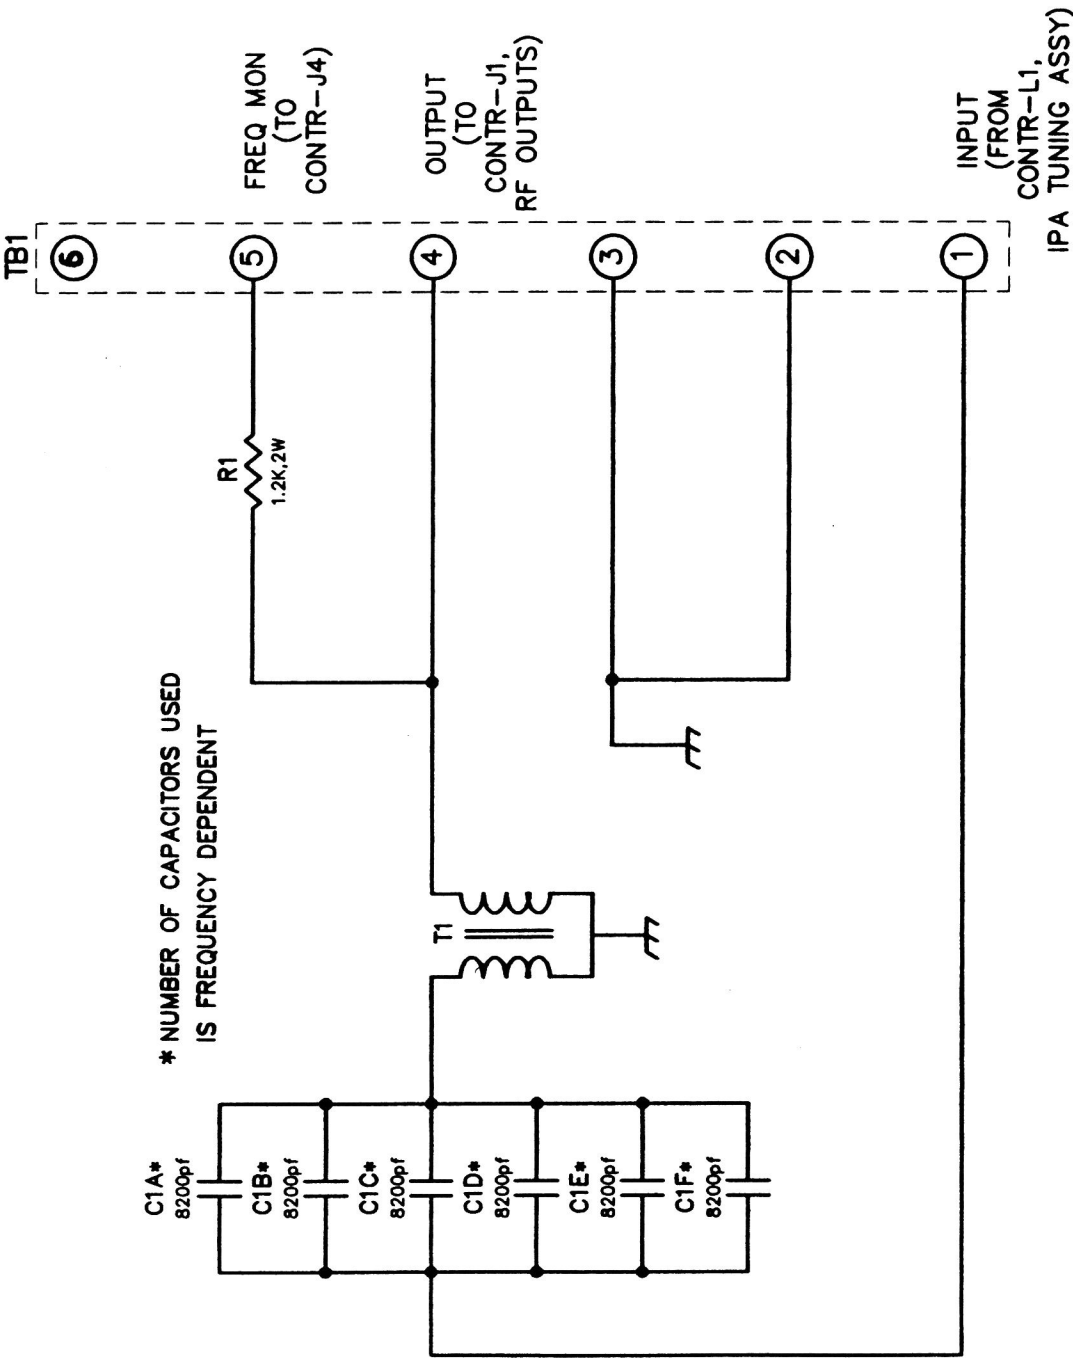 TB1
6
5
4
3
2
1
FREQ MON
(TO
CONTR-J4)
OUTPUT
(TO
CONTR-J1,
RF OUTPUTS)
INPUT
(FROM
CONTR-L1,
IPA TUNING ASSY)
R1
1.2K,2W
* NUMBER OF CAPACITORS USED
IS FREQUENCY DEPENDENT
T1
C1A*
8200pf
C1B*
8200pf
C1C*
8200pf
C1D*
8200pf
C1E*
8200pf
C1F*
8200pf